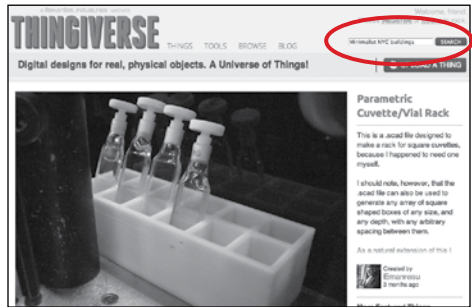 Welcome, friend
THINGIVERSE
THINGS TOOLS BROWSE BLOG
Minimalist NYC buildings SEARCH
Digital designs for real, physical objects. A Universe of Things!
A THING
Parametric
Cuvette/Vial Rack
This is a .scad file designed to
make a rack for square cuvettes,
because I happened to need one
myself.
I should note, however, that the
.scad file can also be used to
generate any array of square
shaped boxes of any size, and
any depth, with any arbitrary
spacing between them.
As a natural extension of this I
Created by
3 months ago